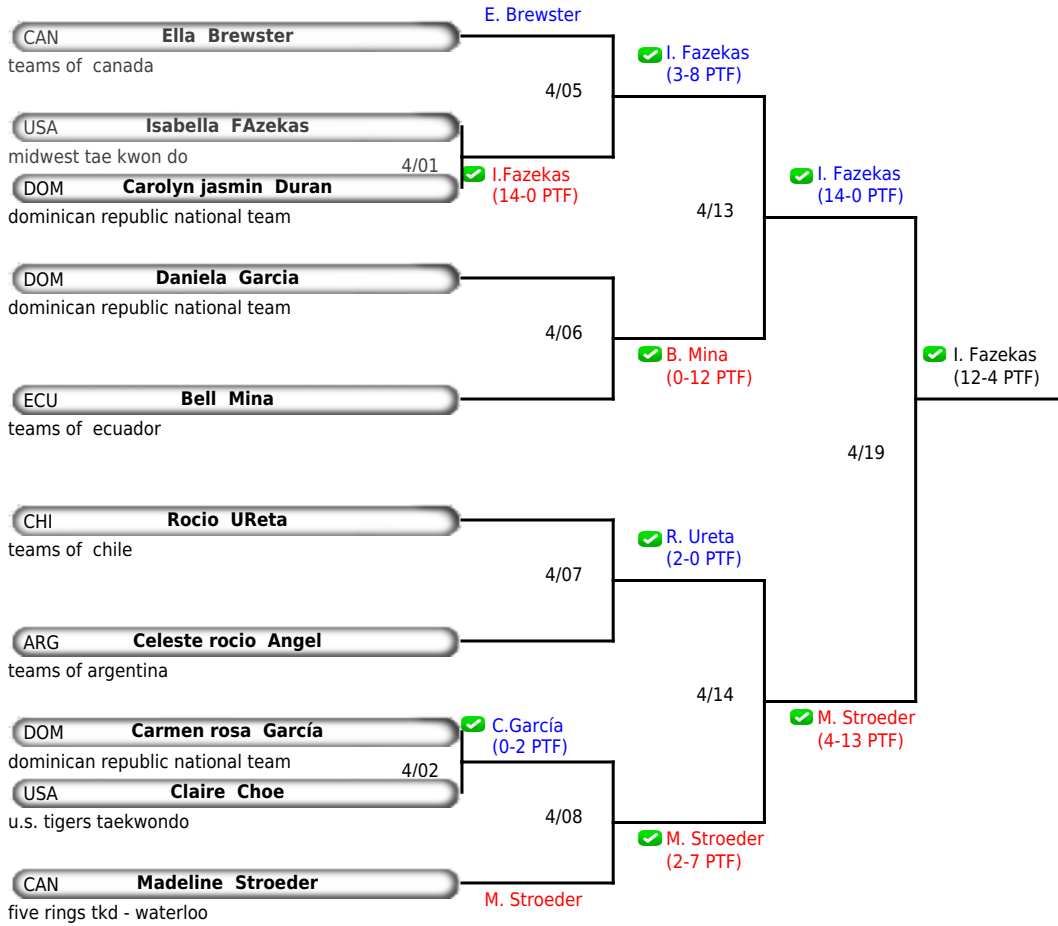 E. Brewster
CAN Ella Brewster
teams of canada
I. Fazekas
(3-8 PTF)
4/05
USA Isabella FAzekas
midwest tae kwon do
4/01
I.Fazekas
(14-0 PTF)
DOM Carolyn jasmin Duran
dominican republic national team
I. Fazekas
(14-0 PTF)
4/13
DOM Daniela Garcia
dominican republic national team
4/06
B. Mina
(0-12 PTF)
I. Fazekas
(12-4 PTF)
ECU Bell Mina
teams of ecuador
4/19
CHI Rocio UReta
teams of chile
R. Ureta
(2-0 PTF)
4/07
ARG Celeste rocio Angel
teams of argentina
4/14
M. Stroeder
(4-13 PTF)
DOM Carmen rosa García
dominican republic national team
C.García
(0-2 PTF)
4/02
USA Claire Choe
u.s. tigers taekwondo
4/08
M. Stroeder
(2-7 PTF)
CAN Madeline Stroeder
five rings tkd - waterloo
M. Stroeder